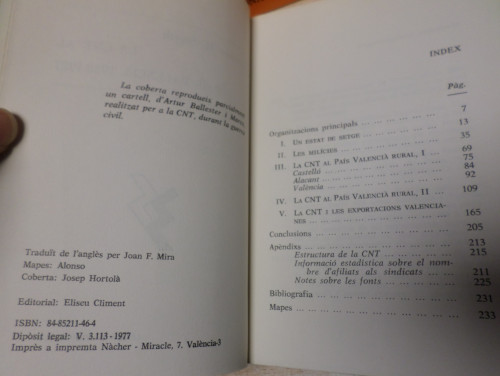 La coberta reprodueix parcialment
un cartell, d'Artur Ballester i Marco,
realitzat per a la CNT, durant la guerra
civil.
Traduït de l'anglès per Joan F. Mira
Mapes: Alonso
Coberta: Josep Hortolà
Editorial: Eliseu Climent
ISBN: 84-85211-46-4
Dipòsit legal: V. 3.113 - 1977
Imprès a impremta Nàcher - Miracle, 7. València-3
INDEX
Pàg.
Organitzacions principals ... 7
I. UN ESTAT DE SETGE ... 13
II. LES MILÍCIES ... 35
III. LA CNT AL PAÍS VALENCIÀ RURAL, I ... 69
Castelló ... 75
Alacant ... 84
València ... 92
IV. LA CNT AL PAÍS VALENCIÀ RURAL, II ... 109
V. LA CNT I LES EXPORTACIONS VALENCIA-
NES ... 165
Conclusions ... 205
Apèndixs ... 213
Estructura de la CNT ... 215
Informació estadística sobre el nom-
bre d'afiliats als sindicats ... 211
Notes sobre les fonts ... 225
Bibliografia ... 231
Mapes ... 233